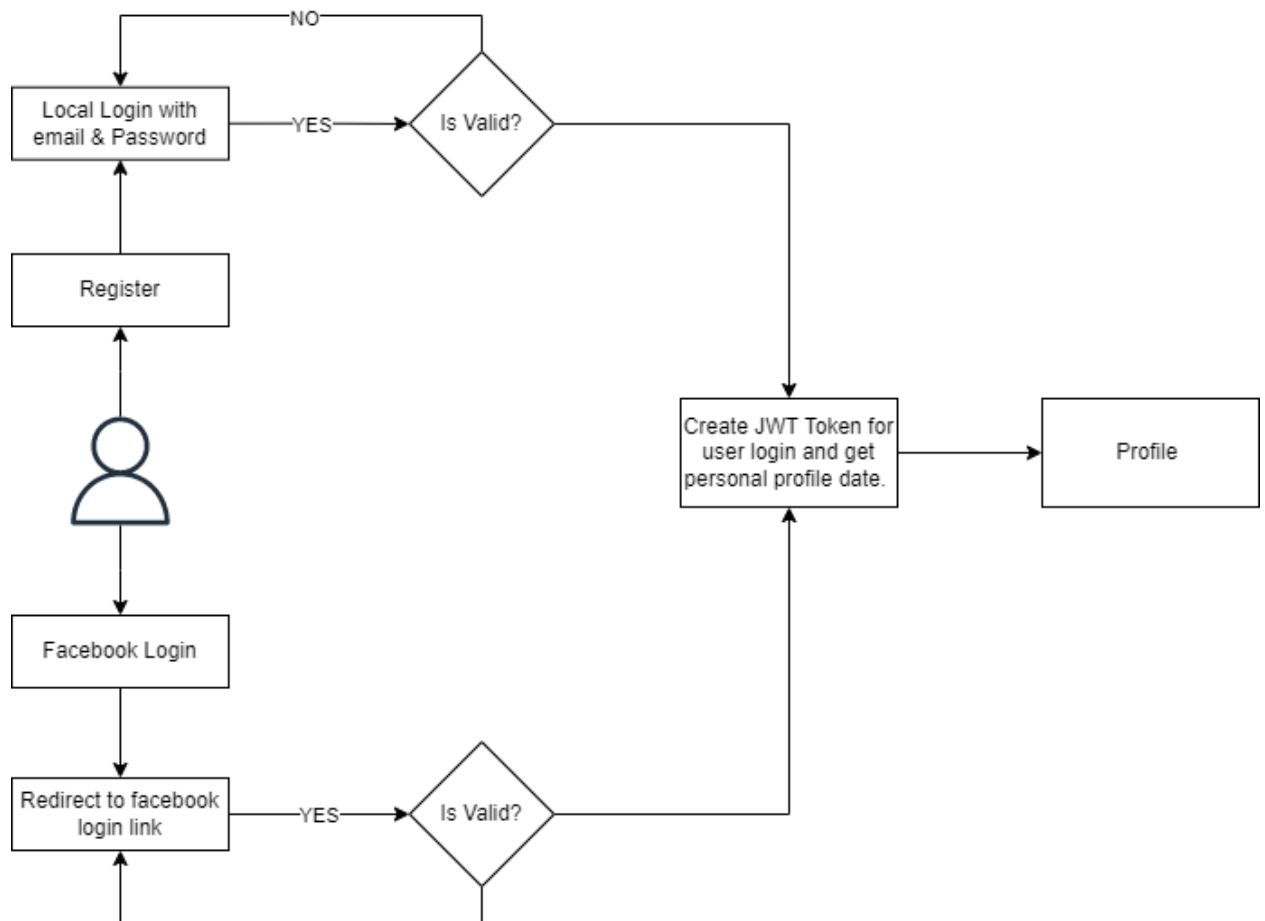 NO
Local Login with
email & Password
YES
Is Valid?
Register
Create JWT Token for
user login and get
personal profile date.
Profile
Facebook Login
Redirect to facebook
login link
YES
Is Valid?